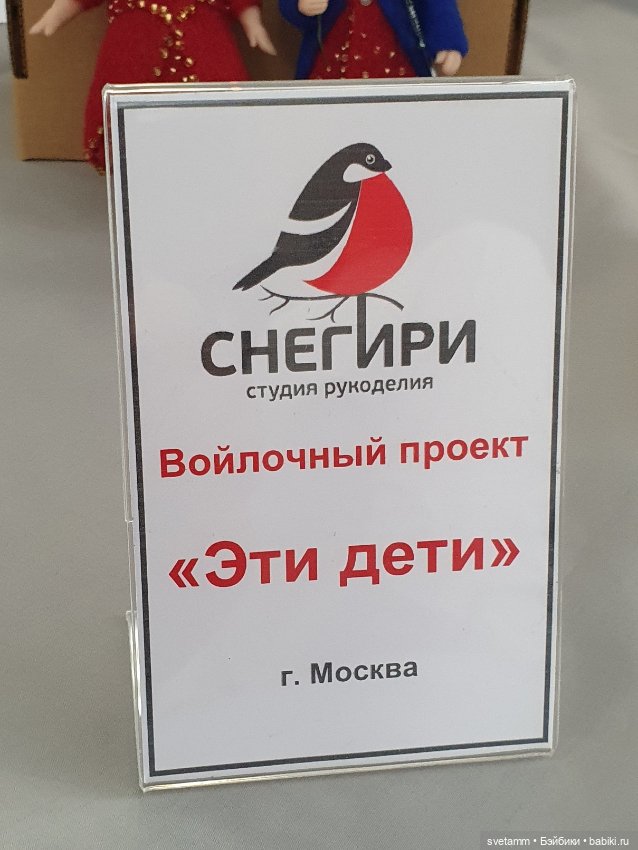 СНЕГИРИ
студия рукоделия
Войлочный проект
«Эти дети»
г. Москва
svetamm • Бэйбики • babiki.ru